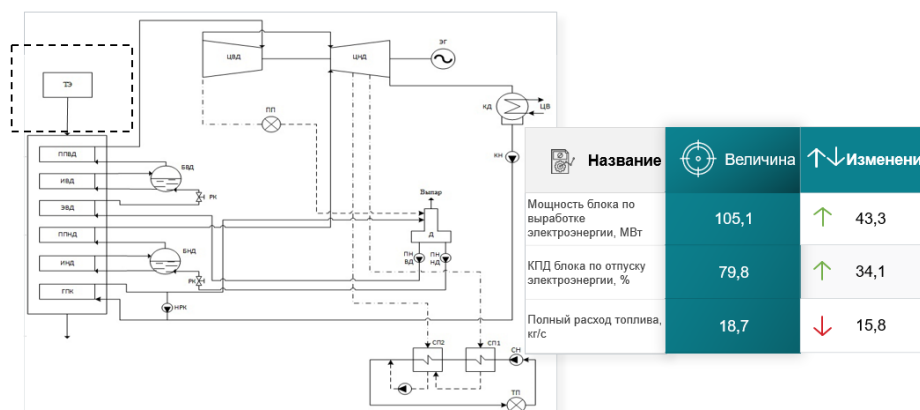 ЦВД
ЦНД
ЭГ
ТЭ
ПП
КД
ЦВ
КН
ППВД
БВД
ИВД
РК
ЭВД
Выпар
ППНД
Д
БНД
ПН
ВД
ПН
НД
ИНД
РК
ГПК
НРК
СП2
СП1
СН
ТП
Название
Величина
Изменени
Мощность блока по
выработке
электроэнергии, МВт
105,1
43,3
КПД блока по отпуску
электроэнергии, %
79,8
34,1
Полный расход топлива,
кг/с
18,7
15,8